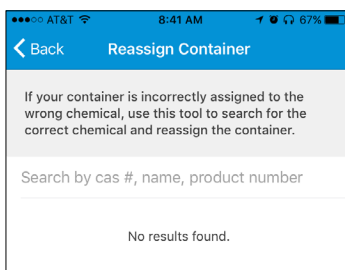 AT&T 8:41 AM 67%
Back Reassign Container
If your container is incorrectly assigned to the
wrong chemical, use this tool to search for the
correct chemical and reassign the container.
Search by cas #, name, product number
No results found.